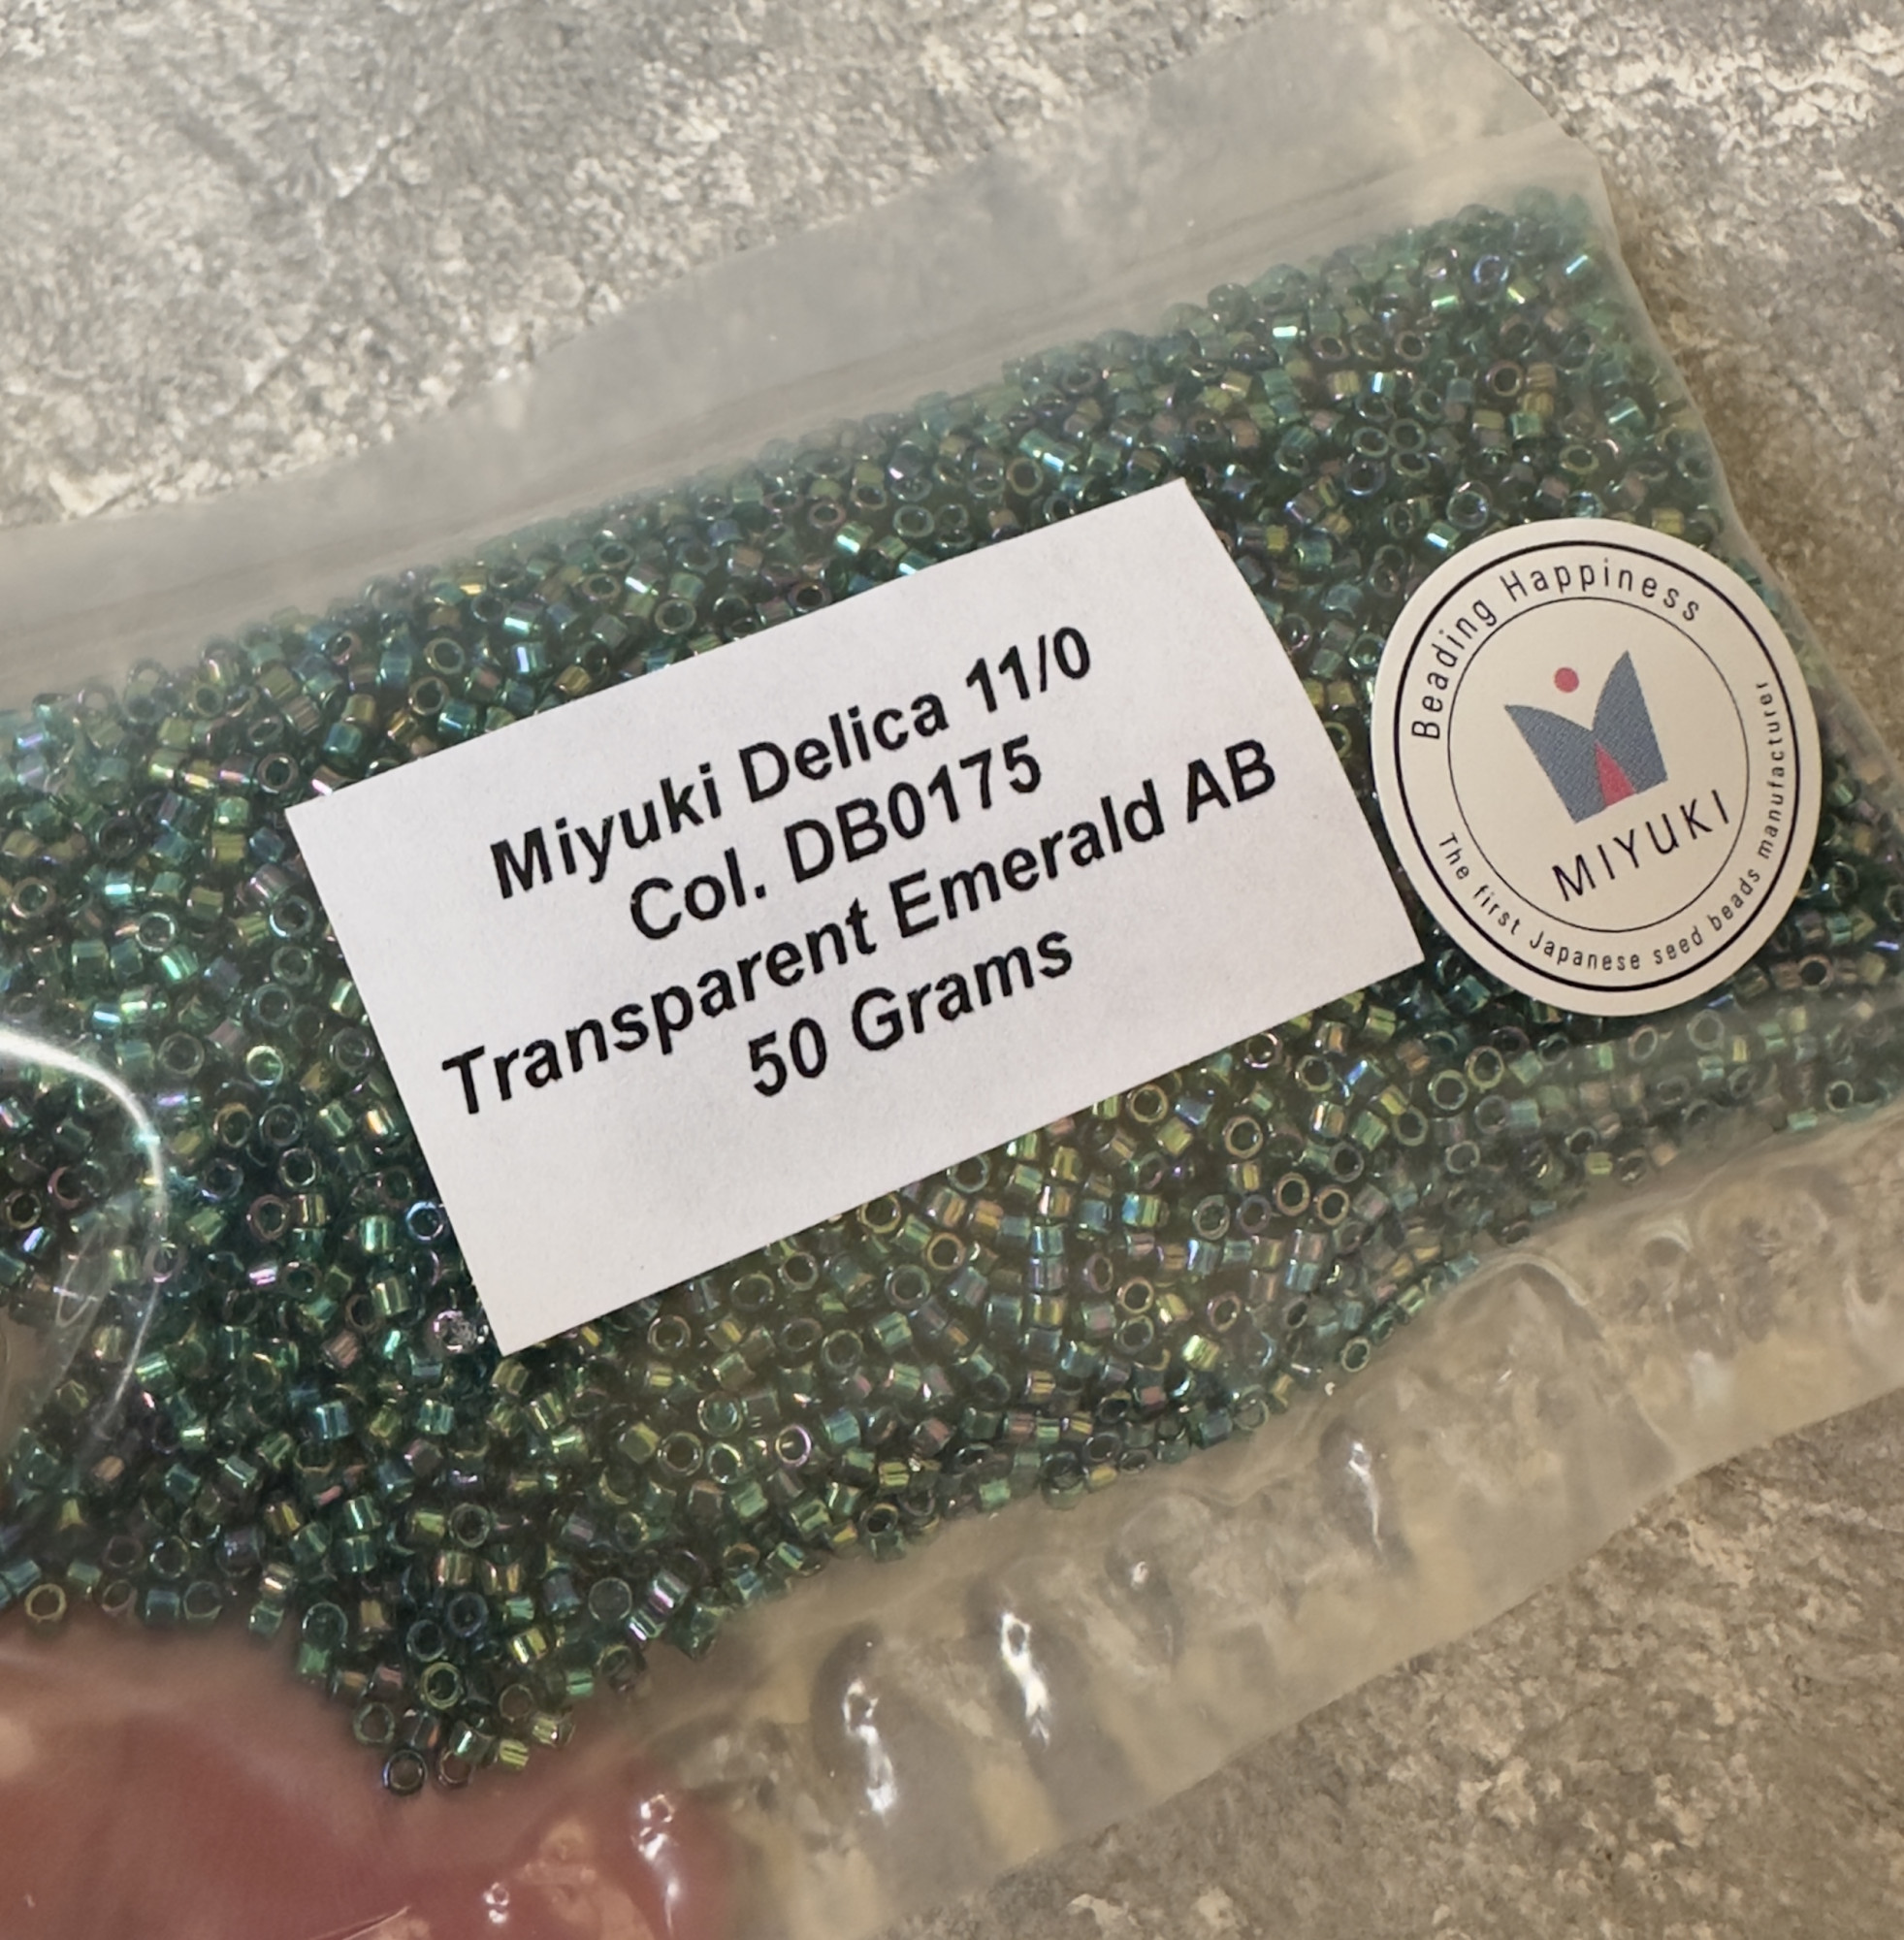 Miyuki Delica 11/0
Col. DB0175
Transparent Emerald AB
50 Grams
Beading Happiness
MIYUKI
The first Japanese seed beads manufacturer